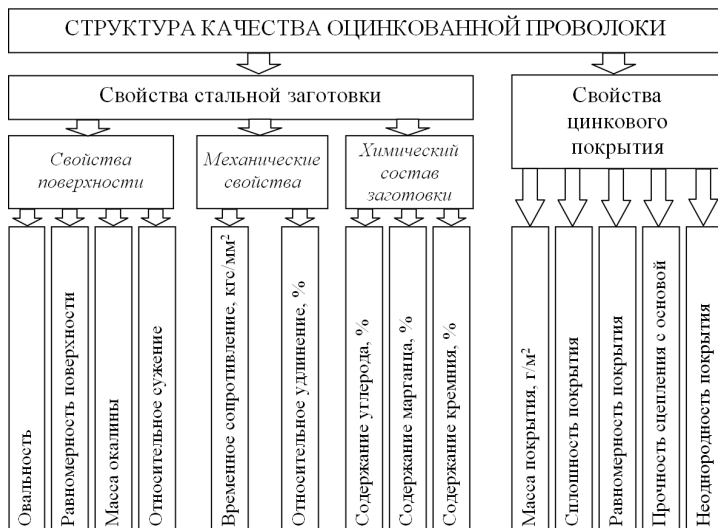 СТРУКТУРА КАЧЕСТВА ОЦИНКОВАННОЙ ПРОВОЛОКИ
Свойства стальной заготовки
Свойства
цинкового
покрытия
Свойства
поверхности
Механические
свойства
Химический
состав
заготовки
Овальность
Равномерность поверхности
Масса окалины
Относительное сужение
Временное сопротивление, кгс/мм²
Относительное удлинение, %
Содержание углерода, %
Содержание марганца, %
Содержание кремния, %
Масса покрытия, г/м²
Сплошность покрытия
Равномерность покрытия
Прочность сцепления с основой
Неоднородность покрытия